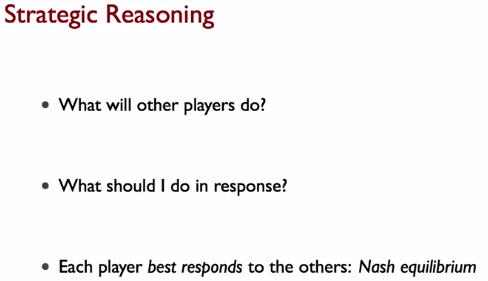 Strategic Reasoning
• What will other players do?
• What should I do in response?
• Each player best responds to the others: Nash equilibrium